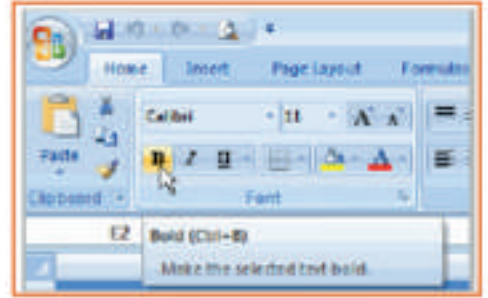 Home Insert Page Layout Formulas
Calibri 11 A A
Paste B I U A
Clipboard Font
E2
Bold (Ctrl+B)
Make the selected text bold.